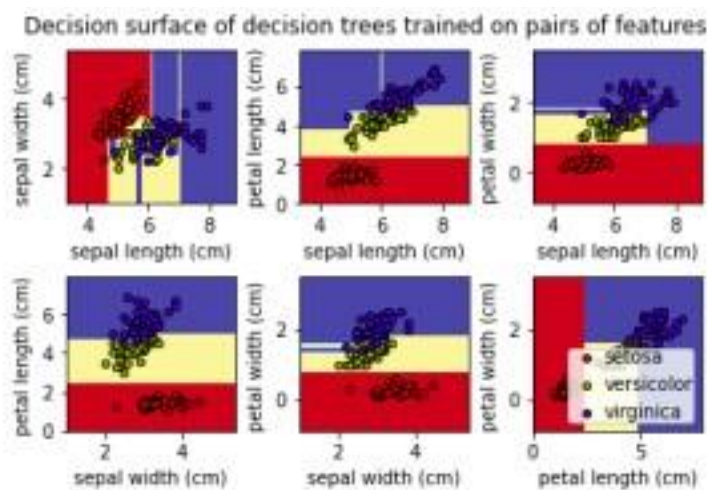 Decision surface of decision trees trained on pairs of features
sepal width (cm)
4
2
4 6 8
sepal length (cm)
petal length (cm)
6
4
2
0
4 6 8
sepal length (cm)
petal width (cm)
2
0
4 6 8
sepal length (cm)
petal length (cm)
6
4
2
0
2 4
sepal width (cm)
petal width (cm)
2
0
2 4
sepal width (cm)
petal width (cm)
2
0
0 5
petal length (cm)
setosa
versicolor
virginica